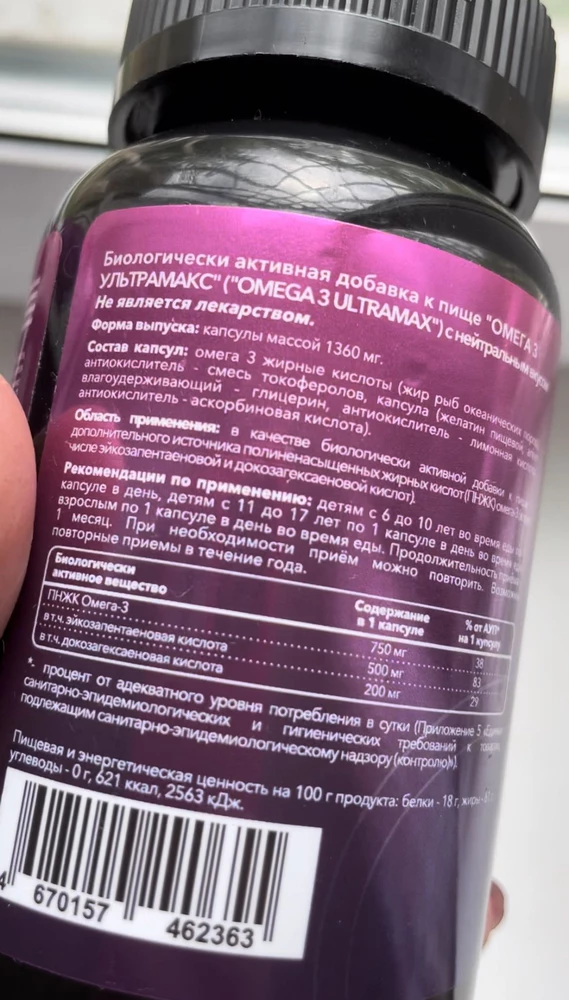 Биологически активная добавка к пище "ОМЕГА 3
УЛЬТРАМАКС" ("OMEGA 3 ULTRAMAX") с нейтральным вкусом
Не является лекарством.
Форма выпуска: капсулы массой 1360 мг.
Состав капсул: омега 3 жирные кислоты (жир рыб океанических
антиокислитель - смесь токоферолов, капсула (желатин пищевой,
влагоудерживающий - глицерин, антиокислитель - лимонная
антиокислитель - аскорбиновая кислота).
Область применения: в качестве биологически активной добавки к
дополнительного источника полиненасыщенных жирных кислот (ПНЖК) омега-3
числе эйкозапентаеновой и докозагексаеновой кислот).
Рекомендации по применению: детям с 6 до 10 лет во время еды
капсуле в день, детям с 11 до 17 лет по 1 капсуле в день во время
взрослым по 1 капсуле в день во время еды. Продолжительность
1 месяц. При необходимости приём можно повторить. Возможны
повторные приемы в течение года.
Биологически активное вещество Содержание в 1 капсуле % от АУП* на 1 капсулу
ПНЖК Омега-3 750 мг 38
в т.ч. эйкозапентаеновая кислота 500 мг 83
в т.ч. докозагексаеновая кислота 200 мг 29
*. процент от адекватного уровня потребления в сутки (Приложение 5
санитарно-эпидемиологических и гигиенических требований к товарам,
подлежащим санитарно-эпидемиологическому надзору (контролю)»).
Пищевая и энергетическая ценность на 100 г продукта: белки - 18 г, жиры -
углеводы - 0 г, 621 ккал, 2563 кДж.
4 670157 462363